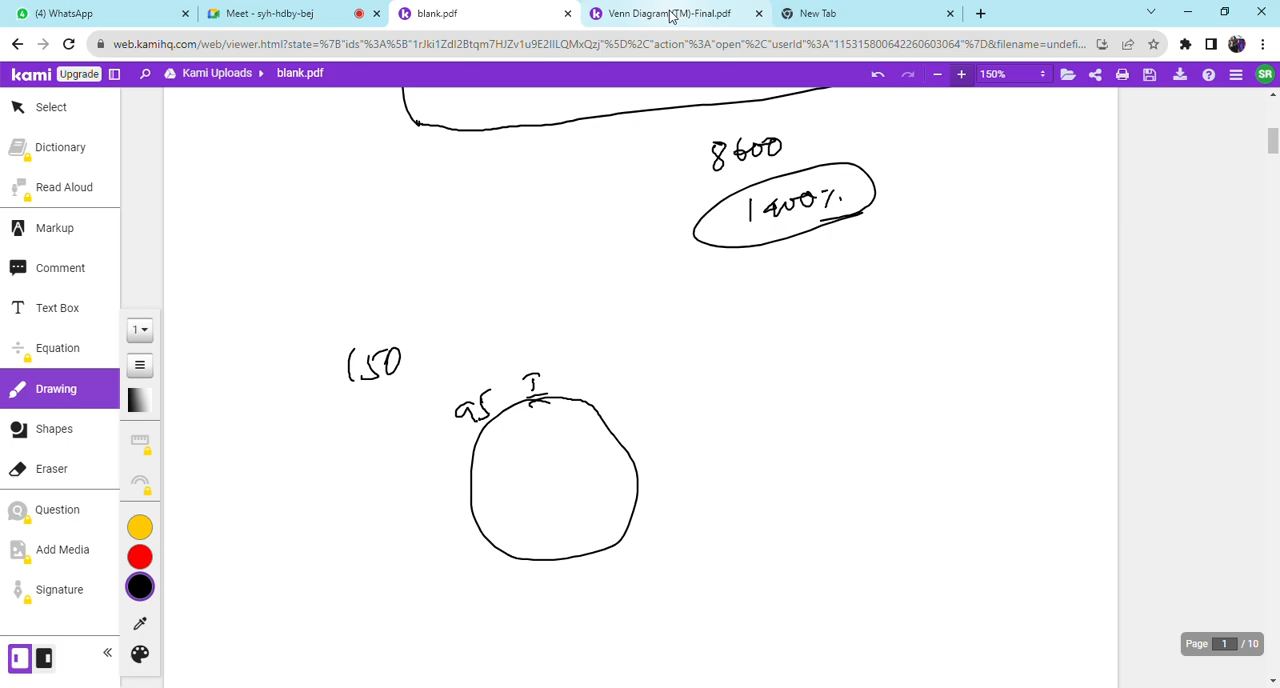 (4) WhatsApp
Meet - syh-hdby-bej
blank.pdf
Venn Diagram(TM)-Final.pdf
New Tab
web.kamihq.com/web/viewer.html?state=%7B"ids"%3A%5B"1rJki1ZdI2Btqm7HJZv1u9E2IILQMxQzj"%5D%2C"action"%3A"open"%2C"userId"%3A"115315800642260603064"%7D&filename=undefi...
kami Upgrade
Kami Uploads
blank.pdf
150%
SR
Select
Dictionary
Read Aloud
Markup
Comment
Text Box
Equation
Drawing
Shapes
Eraser
Question
Add Media
Signature
1
8600
1400%
150
95
I
Page 1 / 10